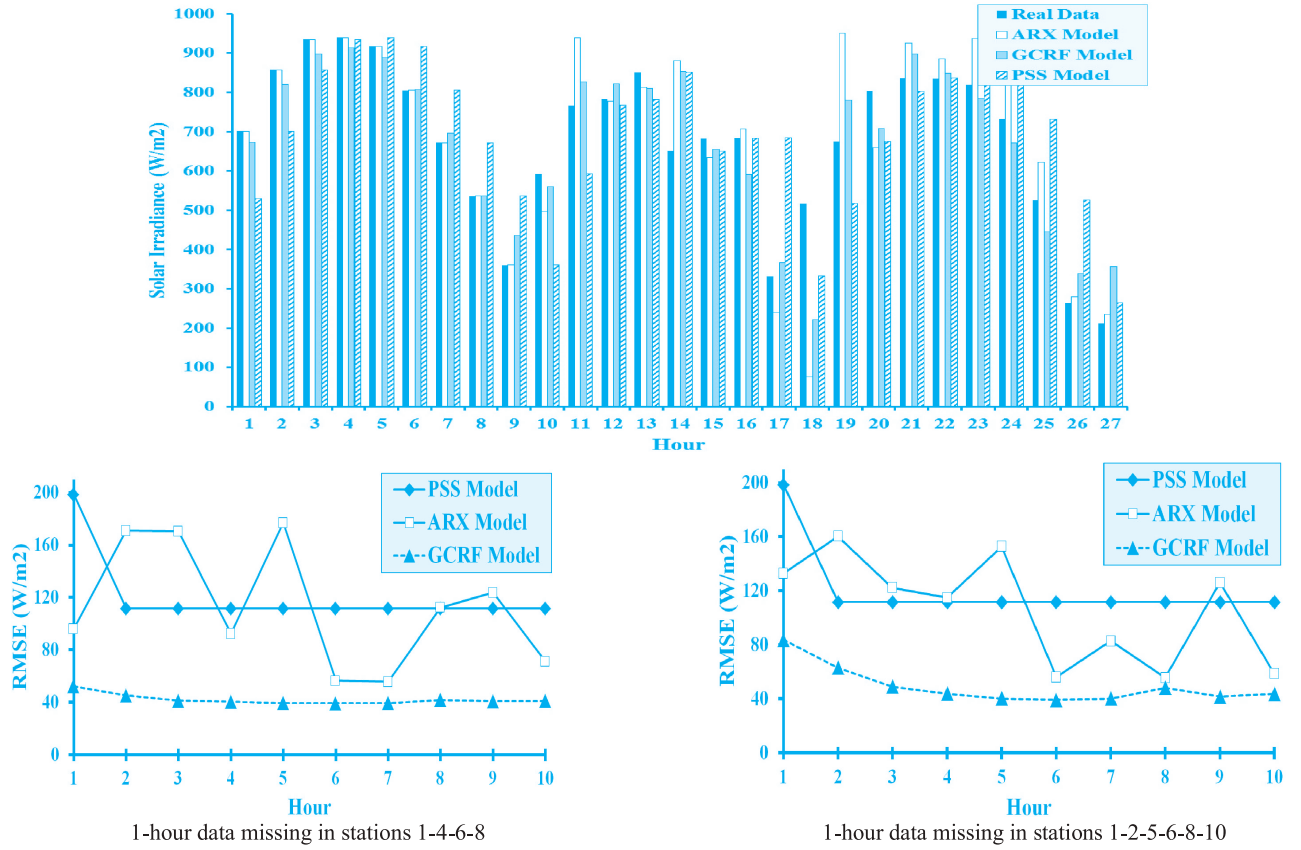 1000
900
800
700
600
500
400
300
200
100
0
Solar Irradiance (W/m2)
Real Data
ARX Model
GCRF Model
PSS Model
1 2 3 4 5 6 7 8 9 10 11 12 13 14 15 16 17 18 19 20 21 22 23 24 25 26 27
Hour
200
160
120
80
40
0
RMSE (W/m2)
PSS Model
ARX Model
GCRF Model
1 2 3 4 5 6 7 8 9 10
Hour
1-hour data missing in stations 1-4-6-8
200
160
120
80
40
0
RMSE (W/m2)
PSS Model
ARX Model
GCRF Model
1 2 3 4 5 6 7 8 9 10
Hour
1-hour data missing in stations 1-2-5-6-8-10